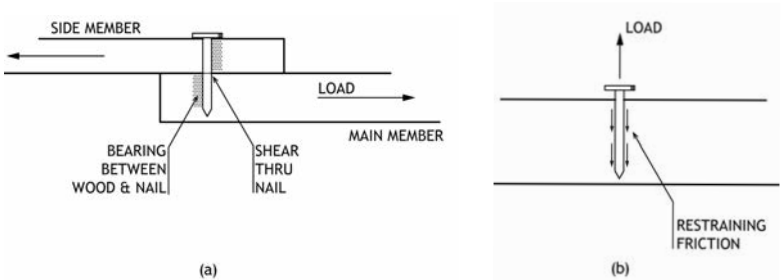 SIDE MEMBER
LOAD
MAIN MEMBER
BEARING
BETWEEN
WOOD & NAIL
SHEAR
THRU
NAIL
(a)
LOAD
RESTRAINING
FRICTION
(b)